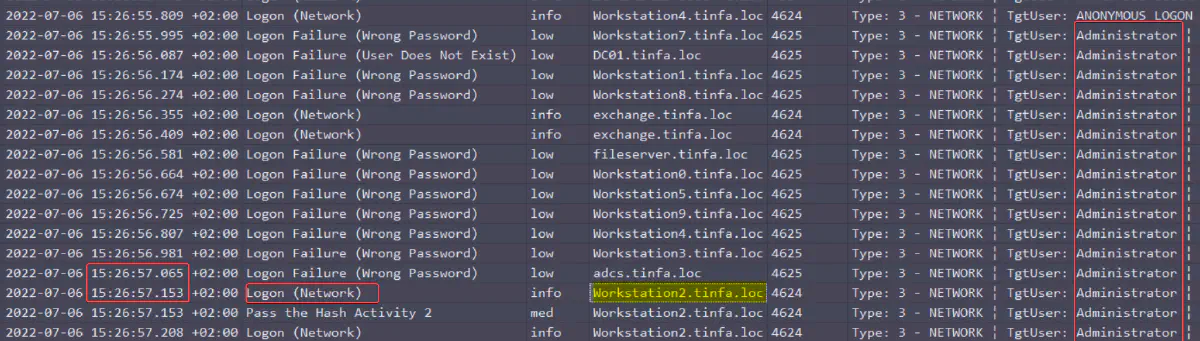 2022-07-06 15:26:55.809 +02:00 Logon (Network) info Workstation4.tinfa.loc 4624 Type: 3 - NETWORK ¦ TgtUser: ANONYMOUS LOGON
2022-07-06 15:26:55.995 +02:00 Logon Failure (Wrong Password) low Workstation7.tinfa.loc 4625 Type: 3 - NETWORK ¦ TgtUser: Administrator ¦
2022-07-06 15:26:56.087 +02:00 Logon Failure (User Does Not Exist) low DC01.tinfa.loc 4625 Type: 3 - NETWORK ¦ TgtUser: Administrator ¦
2022-07-06 15:26:56.174 +02:00 Logon Failure (Wrong Password) low Workstation1.tinfa.loc 4625 Type: 3 - NETWORK ¦ TgtUser: Administrator ¦
2022-07-06 15:26:56.274 +02:00 Logon Failure (Wrong Password) low Workstation8.tinfa.loc 4625 Type: 3 - NETWORK ¦ TgtUser: Administrator ¦
2022-07-06 15:26:56.355 +02:00 Logon (Network) info exchange.tinfa.loc 4624 Type: 3 - NETWORK ¦ TgtUser: Administrator ¦
2022-07-06 15:26:56.409 +02:00 Logon (Network) info exchange.tinfa.loc 4624 Type: 3 - NETWORK ¦ TgtUser: Administrator ¦
2022-07-06 15:26:56.581 +02:00 Logon Failure (Wrong Password) low fileserver.tinfa.loc 4625 Type: 3 - NETWORK ¦ TgtUser: Administrator ¦
2022-07-06 15:26:56.664 +02:00 Logon Failure (Wrong Password) low Workstation0.tinfa.loc 4625 Type: 3 - NETWORK ¦ TgtUser: Administrator ¦
2022-07-06 15:26:56.674 +02:00 Logon Failure (Wrong Password) low Workstation5.tinfa.loc 4625 Type: 3 - NETWORK ¦ TgtUser: Administrator ¦
2022-07-06 15:26:56.725 +02:00 Logon Failure (Wrong Password) low Workstation9.tinfa.loc 4625 Type: 3 - NETWORK ¦ TgtUser: Administrator ¦
2022-07-06 15:26:56.807 +02:00 Logon Failure (Wrong Password) low Workstation4.tinfa.loc 4625 Type: 3 - NETWORK ¦ TgtUser: Administrator ¦
2022-07-06 15:26:56.981 +02:00 Logon Failure (Wrong Password) low Workstation3.tinfa.loc 4625 Type: 3 - NETWORK ¦ TgtUser: Administrator ¦
2022-07-06 15:26:57.065 +02:00 Logon Failure (Wrong Password) low adcs.tinfa.loc 4625 Type: 3 - NETWORK ¦ TgtUser: Administrator ¦
2022-07-06 15:26:57.153 +02:00 Logon (Network) info Workstation2.tinfa.loc 4624 Type: 3 - NETWORK ¦ TgtUser: Administrator ¦
2022-07-06 15:26:57.153 +02:00 Pass the Hash Activity 2 med Workstation2.tinfa.loc 4624 Type: 3 - NETWORK ¦ TgtUser: Administrator ¦
2022-07-06 15:26:57.208 +02:00 Logon (Network) info Workstation2.tinfa.loc 4624 Type: 3 - NETWORK ¦ TgtUser: Administrator ¦